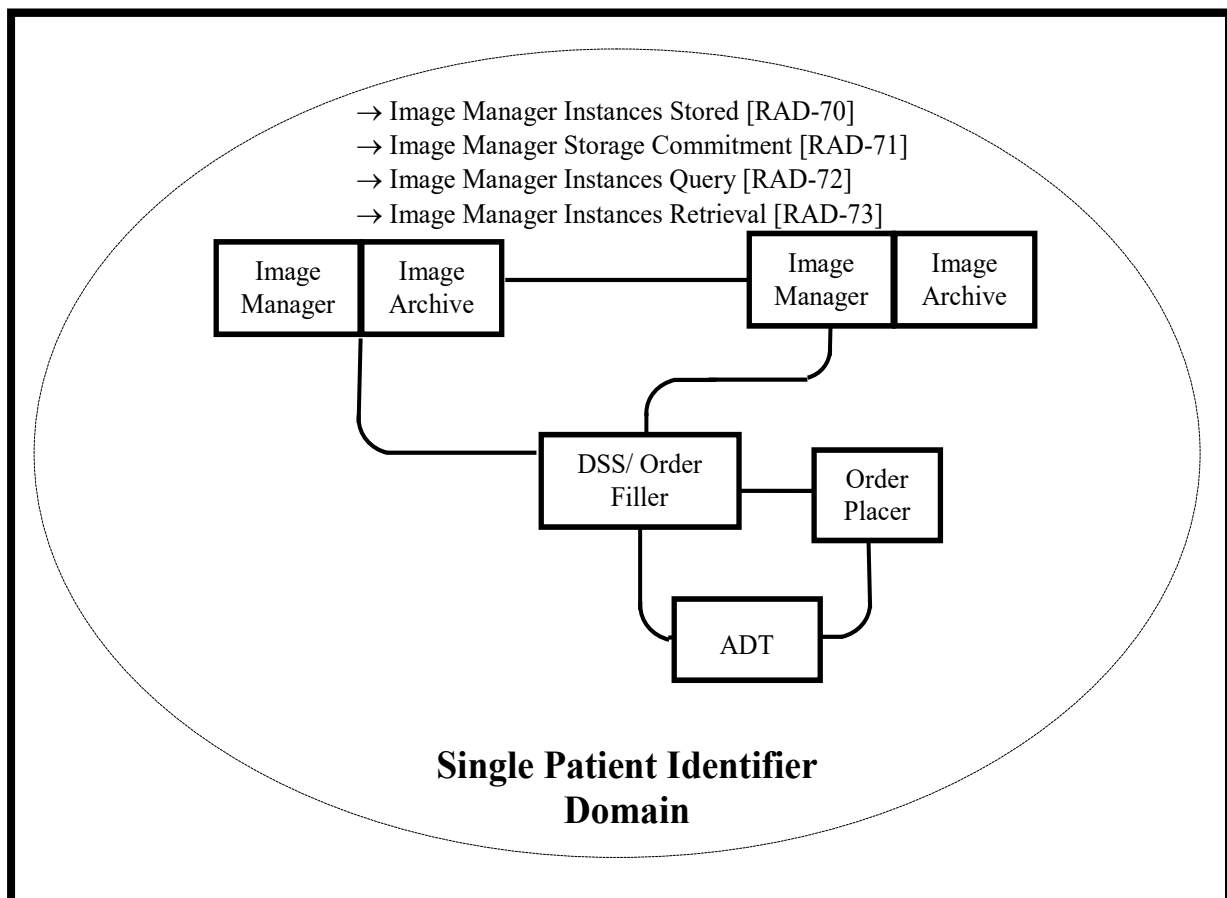 → Image Manager Instances Stored [RAD-70]
→ Image Manager Storage Commitment [RAD-71]
→ Image Manager Instances Query [RAD-72]
→ Image Manager Instances Retrieval [RAD-73]
Image
Manager
Image
Archive
Image
Manager
Image
Archive
DSS/ Order
Filler
Order
Placer
ADT
Single Patient Identifier
Domain